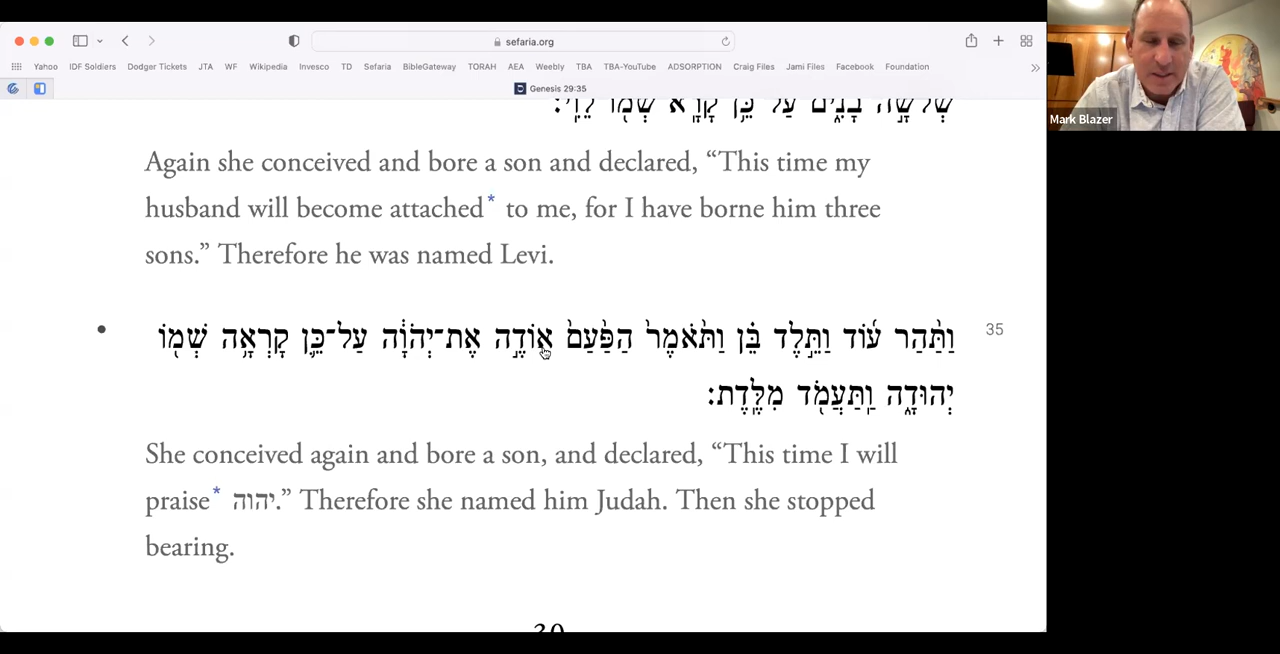 sefaria.org
Yahoo IDF Soldiers Dodger Tickets JTA WF Wikipedia Invesco TD Sefaria BibleGateway TORAH AEA Weebly TBA TBA-YouTube ADSORPTION Craig Files Jami Files Facebook Foundation
Genesis 29:35
Mark Blazer
שְׁלֹשָׁ֣ה בָנִ֑ים עַל כֵּ֥ן קָרָֽא שְׁמ֖וֹ לֵוִֽי׃
Again she conceived and bore a son and declared, “This time my
husband will become attached* to me, for I have borne him three
sons.” Therefore he was named Levi.
35
וַתַּ֨הַר ע֜וֹד וַתֵּ֣לֶד בֵּ֗ן וַתֹּ֙אמֶר֙ הַפַּ֙עַם֙ אוֹדֶ֣ה אֶת־יְהֹוָ֔ה עַל־כֵּ֛ן קָרְאָ֥ה שְׁמ֖וֹ
יְהוּדָ֑ה וַֽתַּעֲמֹ֖ד מִלֶּֽדֶת׃
She conceived again and bore a son, and declared, “This time I will
praise* יהוה.” Therefore she named him Judah. Then she stopped
bearing.
30